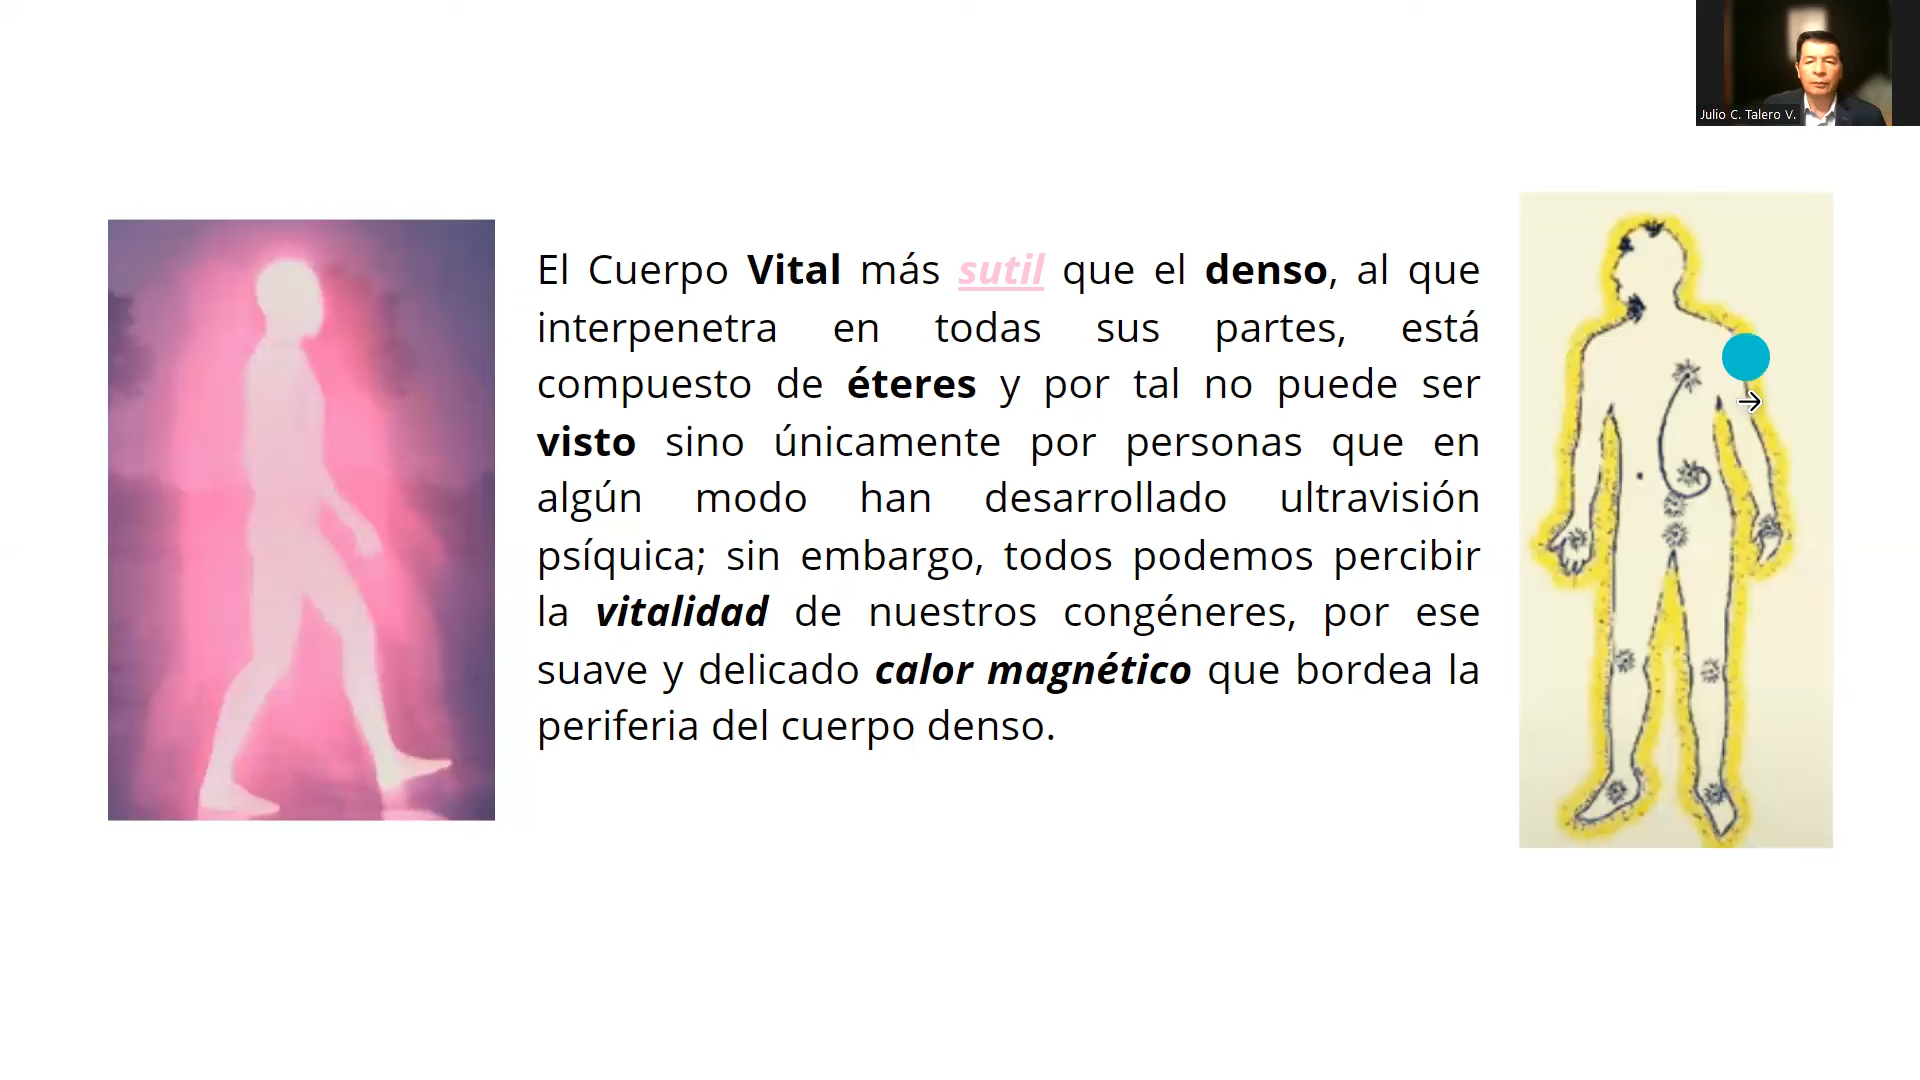 Julio C. Talero V.
El Cuerpo Vital más sutil que el denso, al que
interpenetra en todas sus partes, está
compuesto de éteres y por tal no puede ser
visto sino únicamente por personas que en
algún modo han desarrollado ultravisión
psíquica; sin embargo, todos podemos percibir
la vitalidad de nuestros congéneres, por ese
suave y delicado calor magnético que bordea la
periferia del cuerpo denso.